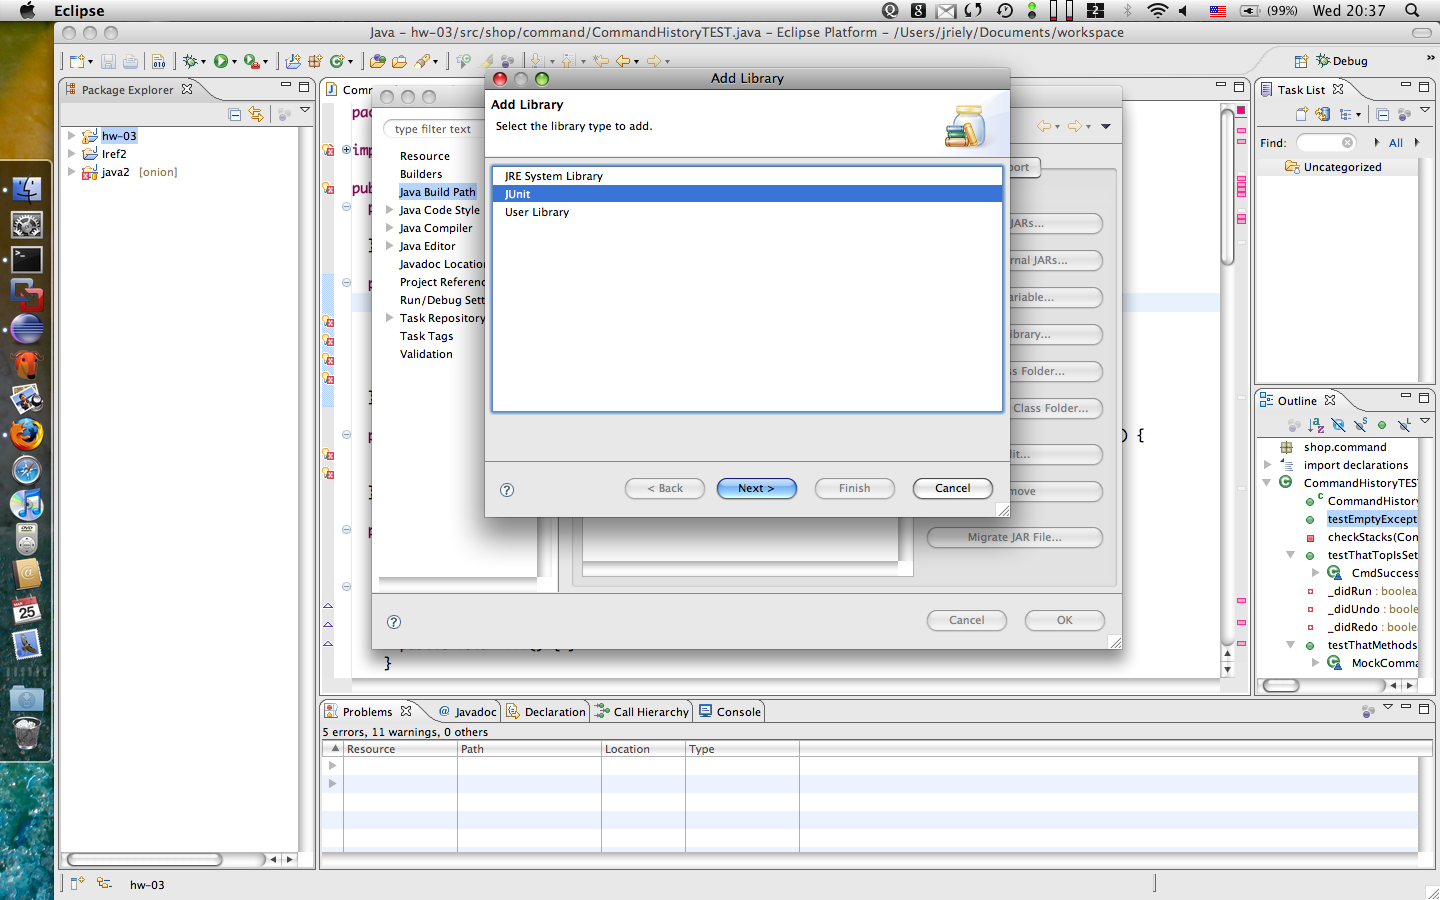 Eclipse
(99%)
Wed 20:37
Java – hw-03/src/shop/command/CommandHistoryTEST.java – Eclipse Platform – /Users/jriely/Documents/workspace
Debug
Package Explorer
hw-03
lref2
java2 [onion]
type filter text
Resource
Builders
Java Build Path
Java Code Style
Java Compiler
Java Editor
Javadoc Location
Project Referenc
Run/Debug Sett
Task Repository
Task Tags
Validation
Add Library
Add Library
Select the library type to add.
JRE System Library
JUnit
User Library
< Back
Next >
Finish
Cancel
port
JARs...
rnal JARs...
ariable...
ibrary...
ss Folder...
Class Folder...
dit...
move
Migrate JAR File...
Cancel
OK
) {
}
Task List
Find:
All
Uncategorized
Outline
shop.command
import declarations
CommandHistoryTES
CommandHistory
testEmptyExcept
checkStacks(Con
testThatTopIsSet
CmdSuccess
_didRun : boolea
_didUndo : boole
_didRedo : boole
testThatMethods
MockComma
Problems
Javadoc
Declaration
Call Hierarchy
Console
5 errors, 11 warnings, 0 others
Resource
Path
Location
Type
hw-03